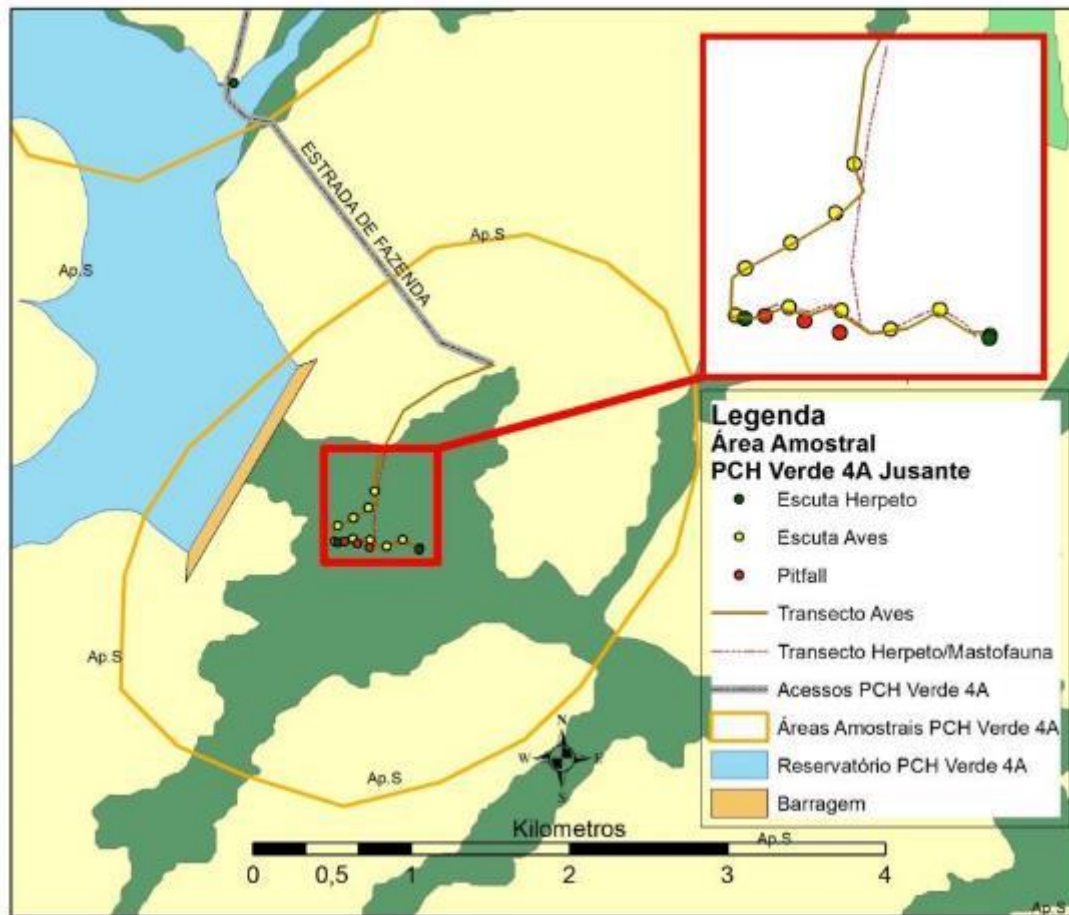 ESTRADA DE FAZENDA
Ap.S
Ap.S
Legenda
Área Amostral
PCH Verde 4A Jusante
Escuta Herpeto
Escuta Aves
Pitfall
Transecto Aves
Transecto Herpeto/Mastofauna
Acessos PCH Verde 4A
Áreas Amostrais PCH Verde 4A
Reservatório PCH Verde 4A
Barragem
Ap.S
Ap.S
N
W E
S
Kilometros
Ap.S
0 0,5 1 2 3 4
Ap.S